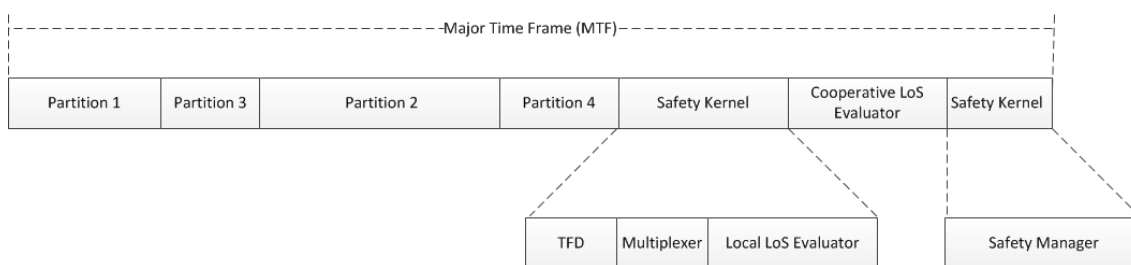 Major Time Frame (MTF)
Partition 1
Partition 3
Partition 2
Partition 4
Safety Kernel
Cooperative LoS
Evaluator
Safety Kernel
TFD
Multiplexer
Local LoS Evaluator
Safety Manager